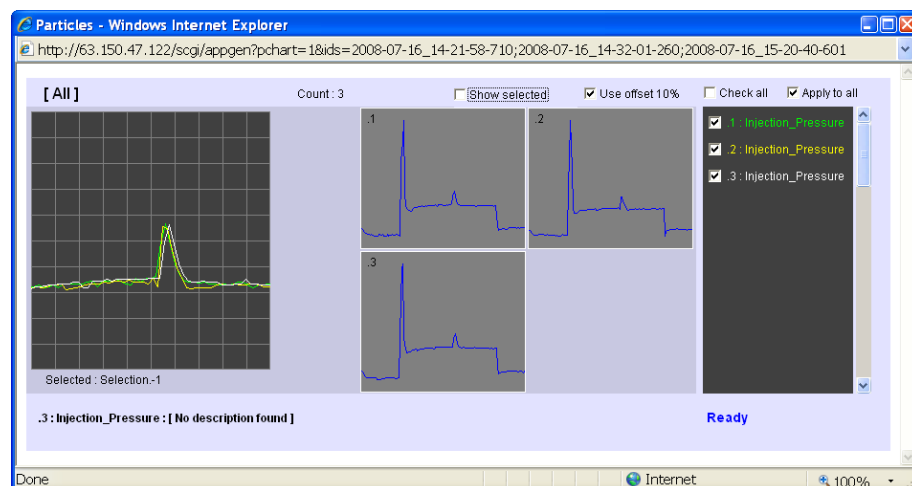 Particles - Windows Internet Explorer
http://63.150.47.122/scgi/appgen?pchart=1&ids=2008-07-16_14-21-58-710;2008-07-16_14-32-01-260;2008-07-16_15-20-40-601
[ All ] Count : 3 Show selected Use offset 10% Check all Apply to all
.1 .2
.1 : Injection_Pressure
.2 : Injection_Pressure
.3 : Injection_Pressure
.3
Selected : Selection.-1
.3 : Injection_Pressure : [ No description found ] Ready
Done Internet 100%